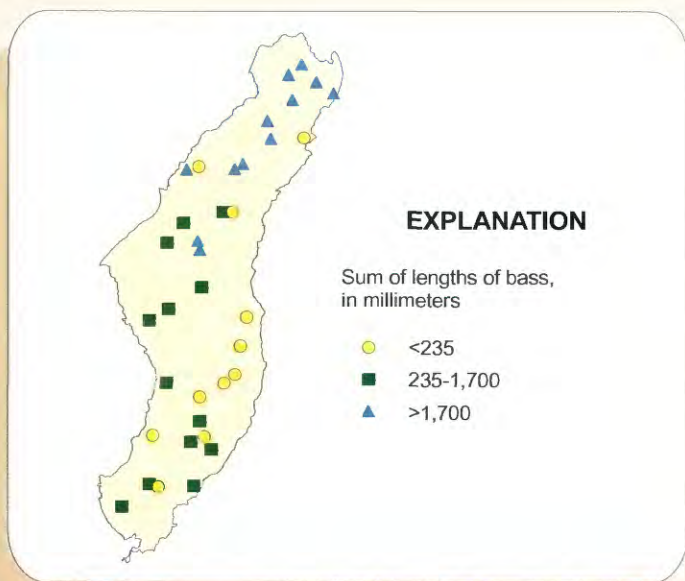 EXPLANATION
Sum of lengths of bass,
in millimeters
<235
235-1,700
>1,700